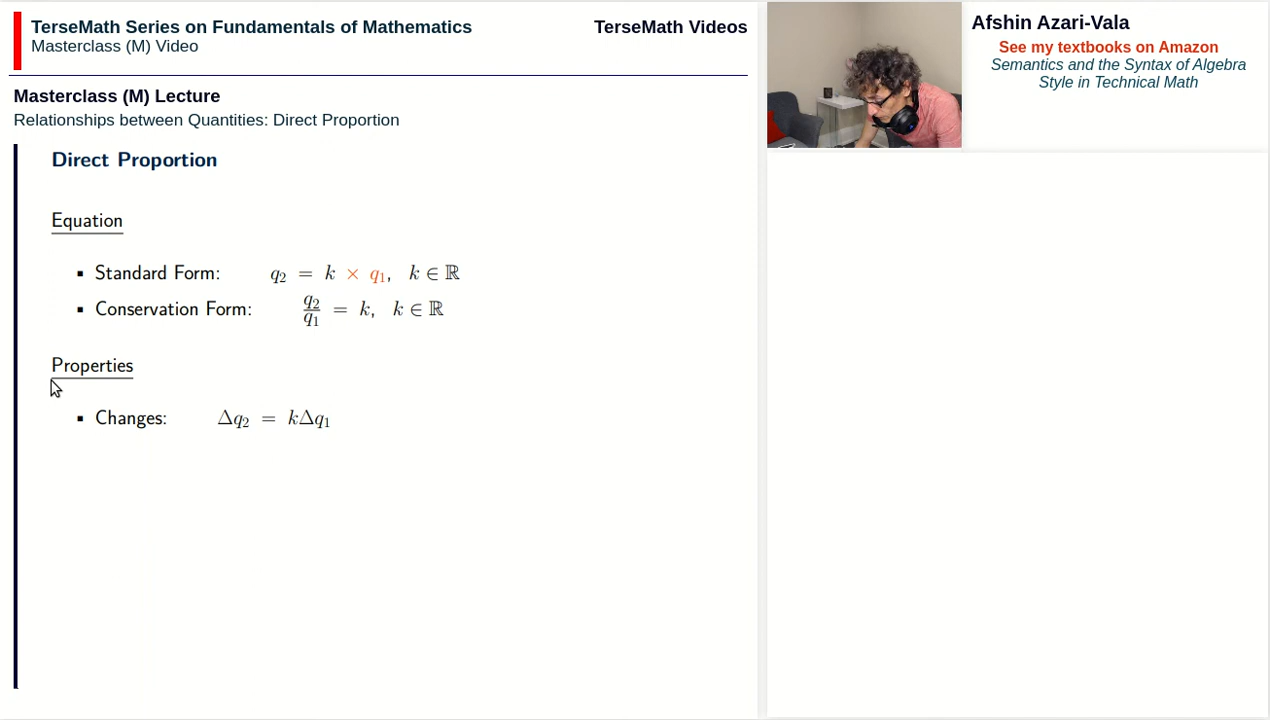 TerseMath Series on Fundamentals of Mathematics
Masterclass (M) Video
TerseMath Videos
Masterclass (M) Lecture
Relationships between Quantities: Direct Proportion
Direct Proportion
Equation
▪ Standard Form: q₂ = k × q₁, k ∈ ℝ
▪ Conservation Form: q₂/q₁ = k, k ∈ ℝ
Properties
▪ Changes: Δq₂ = kΔq₁
Afshin Azari-Vala
See my textbooks on Amazon
Semantics and the Syntax of Algebra
Style in Technical Math